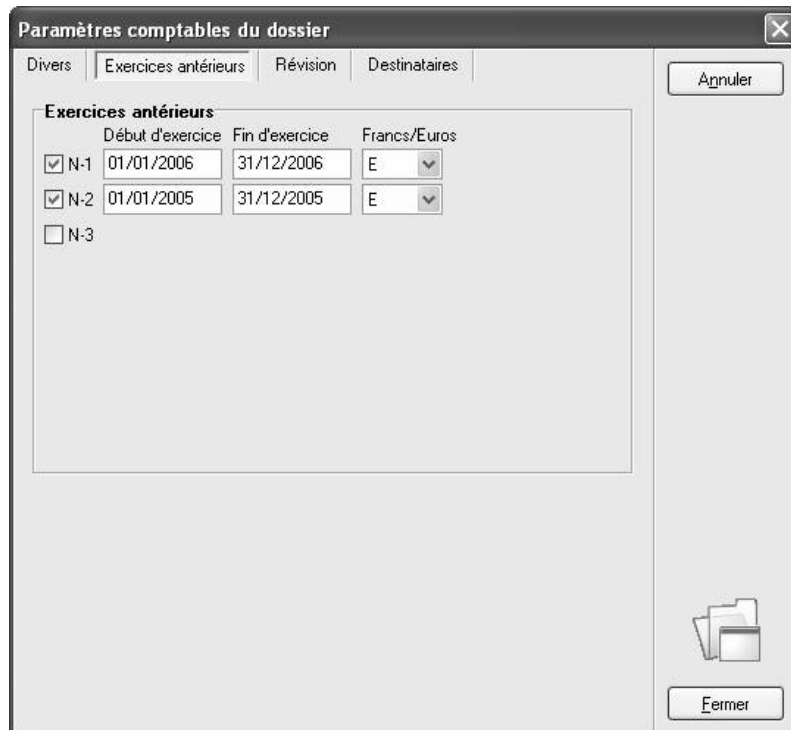 Paramètres comptables du dossier
Divers Exercices antérieurs Révision Destinataires
Annuler
Exercices antérieurs
Début d'exercice Fin d'exercice Francs/Euros
N-1 01/01/2006 31/12/2006 E
N-2 01/01/2005 31/12/2005 E
N-3
Fermer